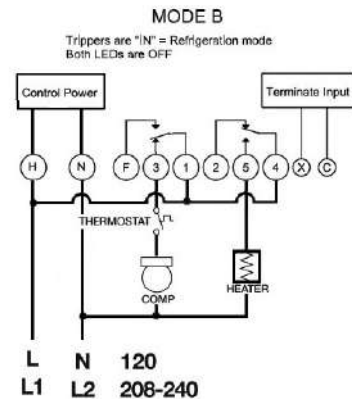 MODE B
Trippers are "IN" = Refrigeration mode
Both LEDs are OFF
Control Power
Terminate Input
H N F 3 1 2 5 4 X C
THERMOSTAT
COMP
HEATER
L N 120
L1 L2 208-240